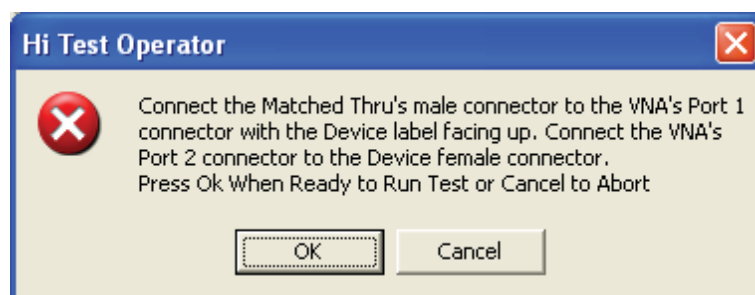 Hi Test Operator
Connect the Matched Thru's male connector to the VNA's Port 1
connector with the Device label facing up. Connect the VNA's
Port 2 connector to the Device female connector.
Press Ok When Ready to Run Test or Cancel to Abort
OK
Cancel